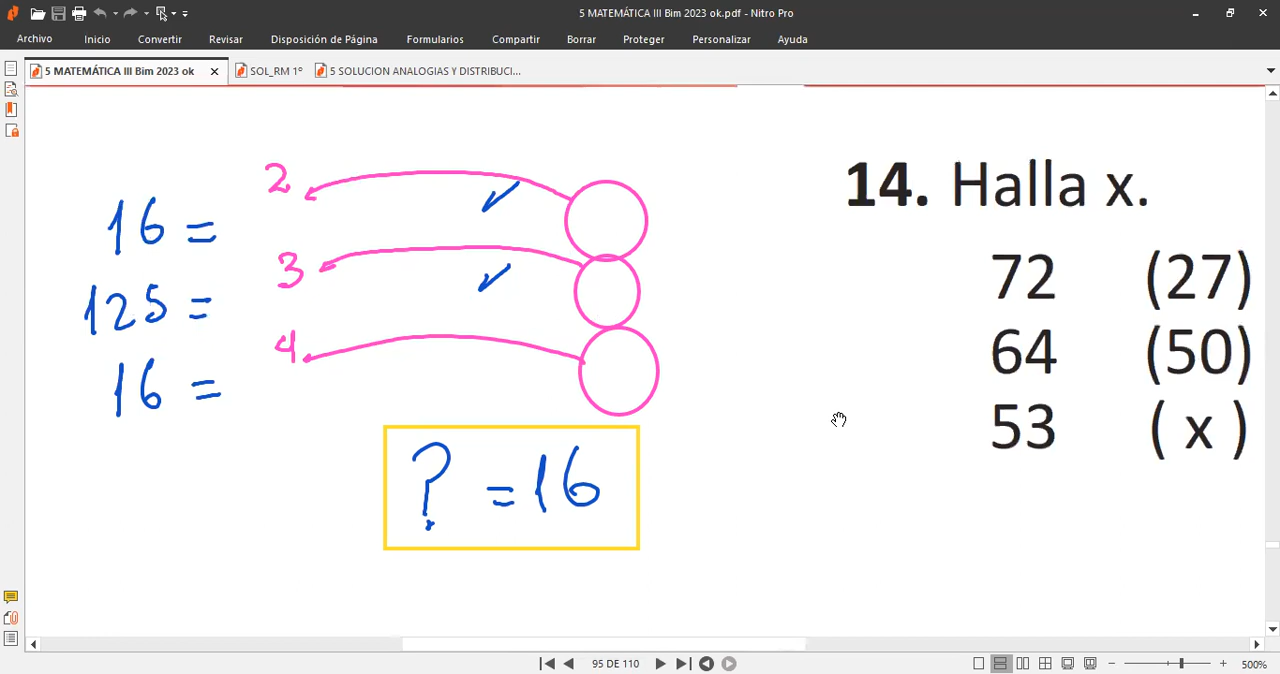 5 MATEMÁTICA III Bim 2023 ok.pdf - Nitro Pro
Archivo Inicio Convertir Revisar Disposición de Página Formularios Compartir Borrar Proteger Personalizar Ayuda
5 MATEMÁTICA III Bim 2023 ok SOL_RM 1º 5 SOLUCION ANALOGIAS Y DISTRIBUCI...
2
16 =
3
125 =
4
16 =
? = 16
14. Halla x.
72 (27)
64 (50)
53 ( x )
95 DE 110
500%